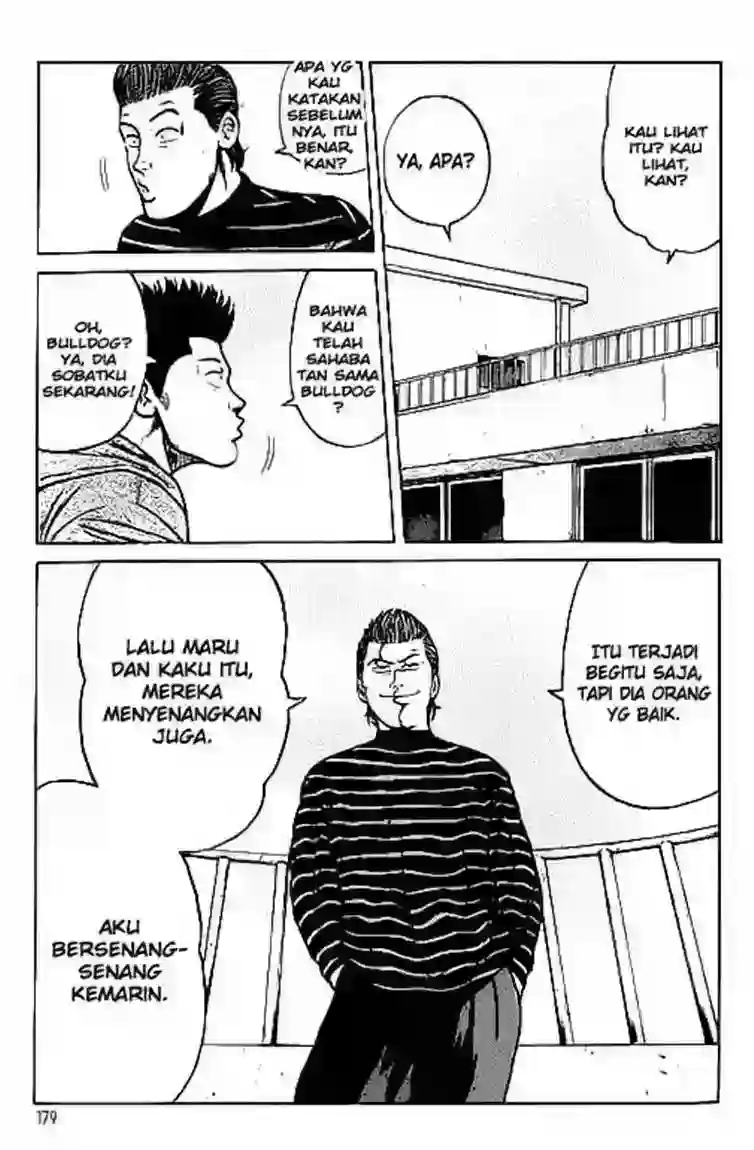 KAU LIHAT
ITU? KAU
LIHAT,
KAN?
YA, APA?
APA YG
KAU
KATAKAN
SEBELUM
NYA, ITU
BENAR,
KAN?
BAHWA
KAU
TELAH
SAHABA
TAN SAMA
BULLDOG
?
OH,
BULLDOG?
YA, DIA
SOBATKU
SEKARANG!
ITU TERJADI
BEGITU SAJA,
TAPI DIA ORANG
YG BAIK.
LALU MARU
DAN KAKU ITU,
MEREKA
MENYENANGKAN
JUGA.
AKU
BERSENANG-
SENANG
KEMARIN.
179